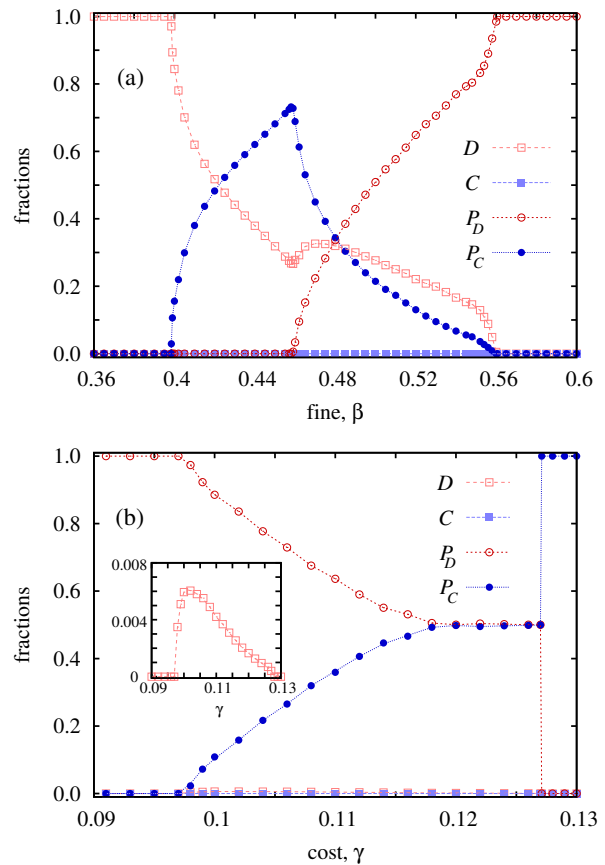 1.0
0.8
0.6
0.4
0.2
0.0
fractions
(a)
D
C
P_D
P_C
0.36 0.4 0.44 0.48 0.52 0.56 0.6
fine, β
1.0
0.8
0.6
0.4
0.2
0.0
fractions
(b)
D
C
P_D
P_C
0.008
0.004
0
0.09 0.11 0.13
γ
0.09 0.1 0.11 0.12 0.13
cost, γ